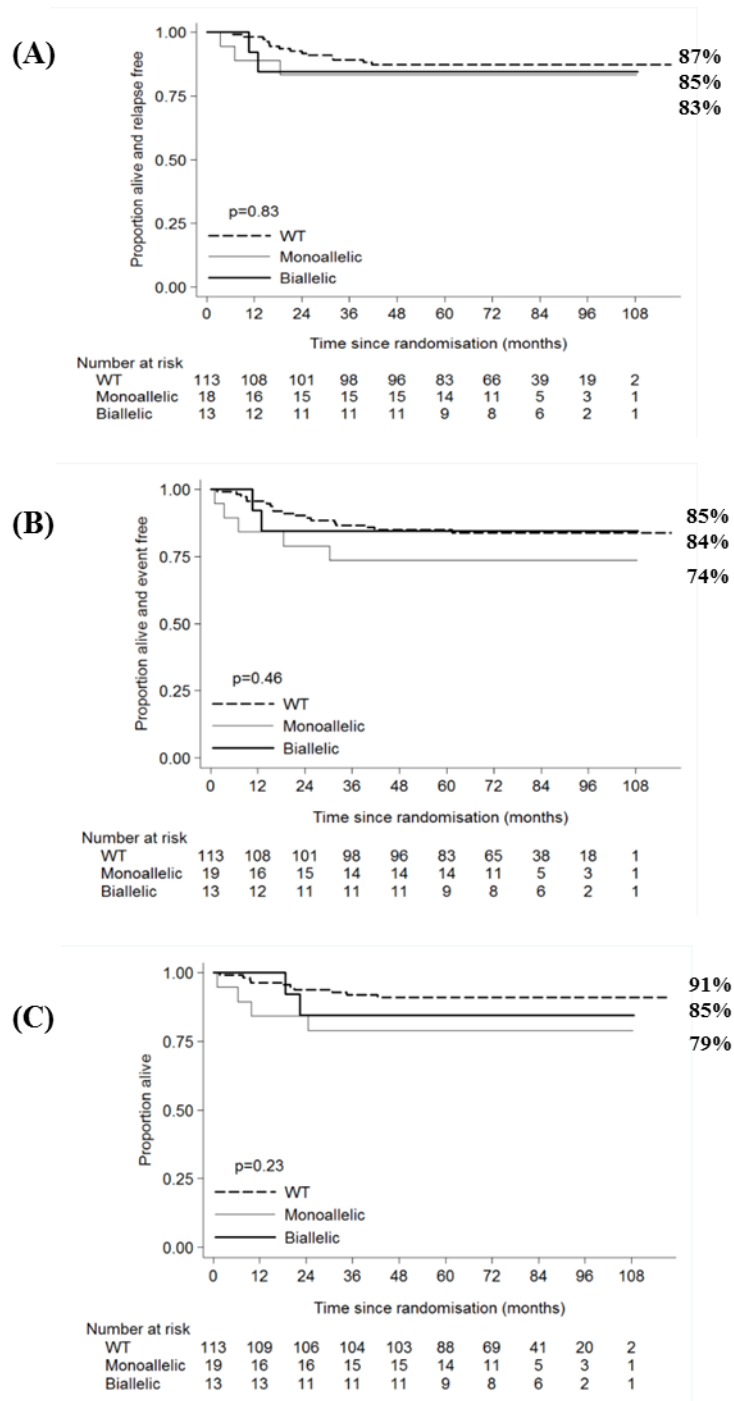 (A)
Proportion alive and relapse free
1.00
0.75
0.50
0.25
0.00
87%
85%
83%
p=0.83
WT
Monoallelic
Biallelic
0 12 24 36 48 60 72 84 96 108
Time since randomisation (months)
Number at risk
WT 113 108 101 98 96 83 66 39 19 2
Monoallelic 18 16 15 15 15 14 11 5 3 1
Biallelic 13 12 11 11 11 9 8 6 2 1
(B)
Proportion alive and event free
1.00
0.75
0.50
0.25
0.00
85%
84%
74%
p=0.46
WT
Monoallelic
Biallelic
0 12 24 36 48 60 72 84 96 108
Time since randomisation (months)
Number at risk
WT 113 108 101 98 96 83 65 38 18 1
Monoallelic 19 16 15 14 14 14 11 5 3 1
Biallelic 13 12 11 11 11 9 8 6 2 1
(C)
Proportion alive
1.00
0.75
0.50
0.25
0.00
91%
85%
79%
p=0.23
WT
Monoallelic
Biallelic
0 12 24 36 48 60 72 84 96 108
Time since randomisation (months)
Number at risk
WT 113 109 106 104 103 88 69 41 20 2
Monoallelic 19 16 16 15 15 14 11 5 3 1
Biallelic 13 13 11 11 11 9 8 6 2 1